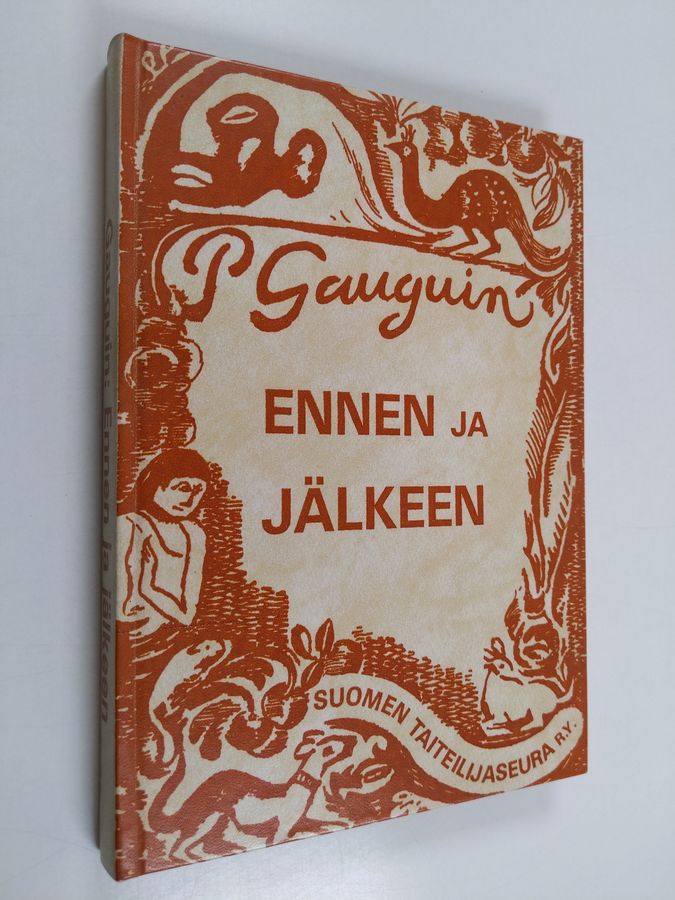 P Gauguin
ENNEN JA
JÄLKEEN
SUOMEN TAITEILIJASEURA R.Y.
Gauguin: Ennen ja jälkeen